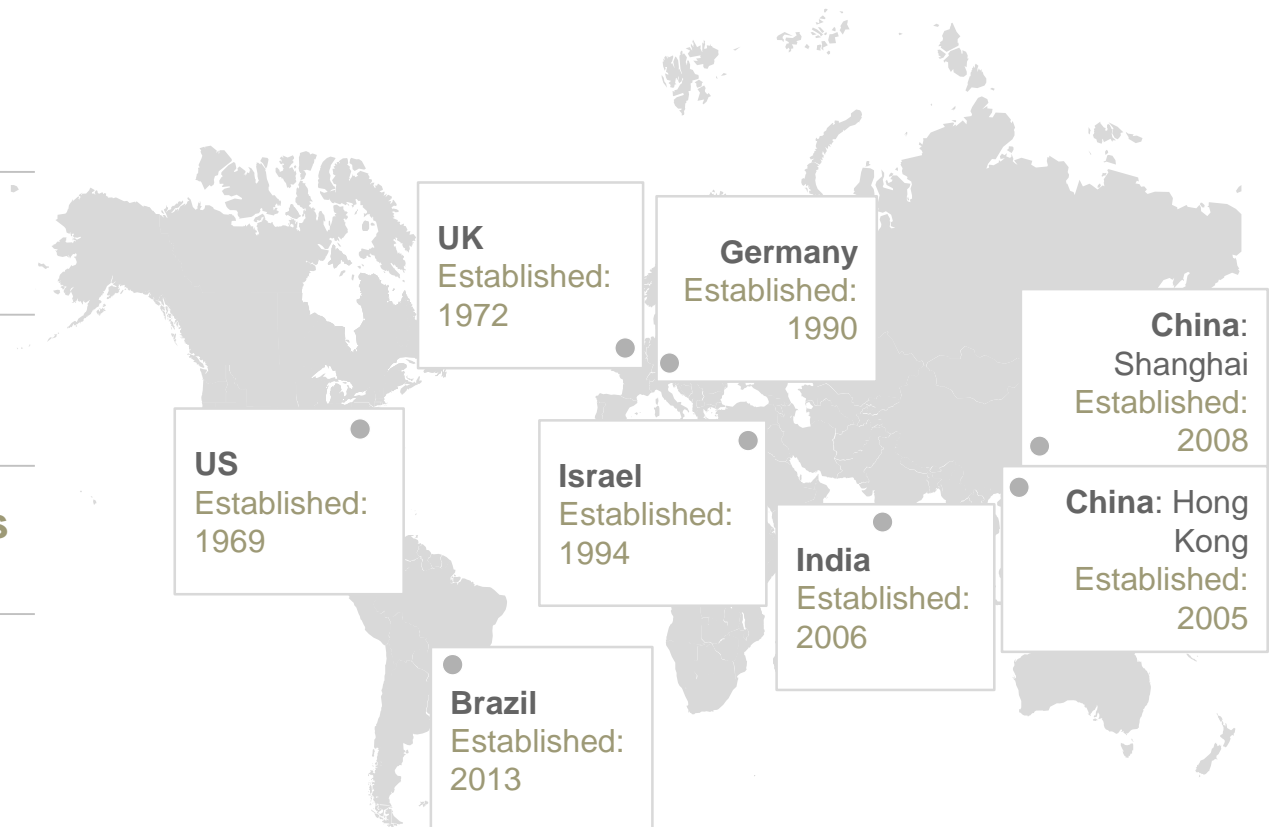 UK
Established:
1972
Germany
Established:
1990
China:
Shanghai
Established:
2008
US
Established:
1969
Israel
Established:
1994
China: Hong
Kong
Established:
2005
s
India
Established:
2006
Brazil
Established:
2013